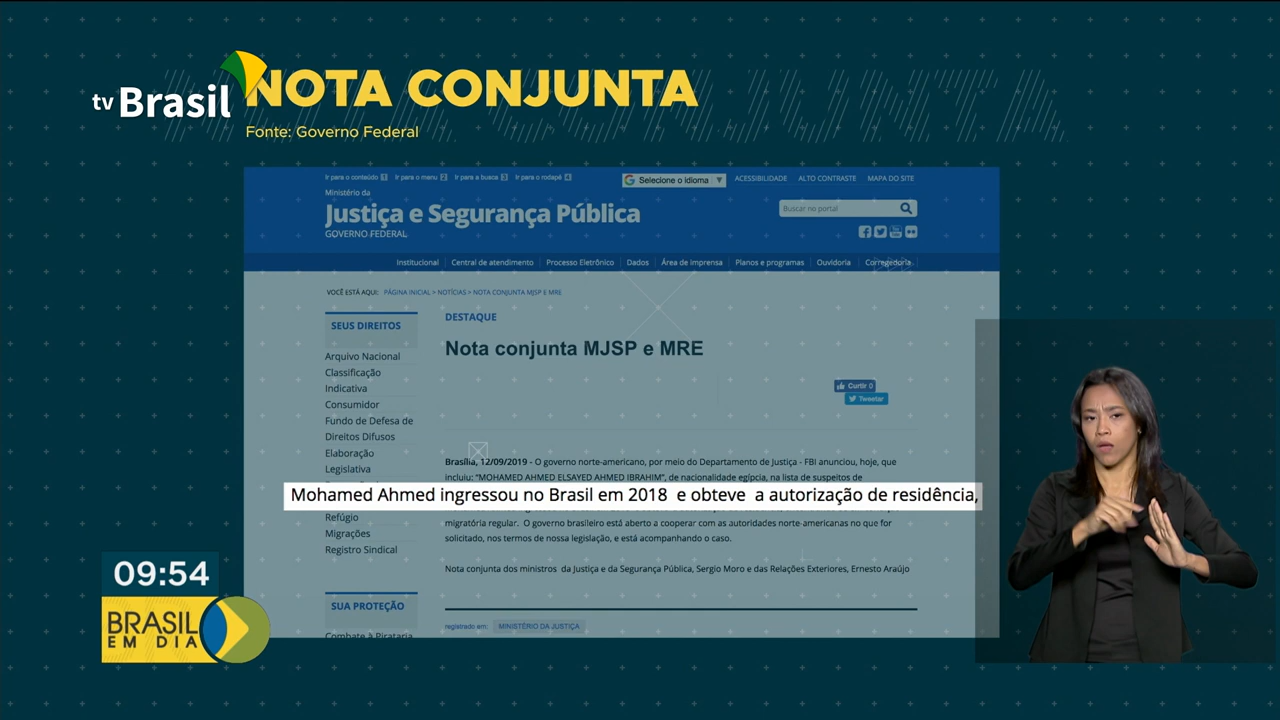 tv Brasil
NOTA CONJUNTA
Fonte: Governo Federal
Ir para o conteúdo 1 Ir para o menu 2 Ir para a busca 3 Ir para o rodapé 4
Selecione o idioma ▼
ACESSIBILIDADE ALTO CONTRASTE MAPA DO SITE
Ministério da
Justiça e Segurança Pública
GOVERNO FEDERAL
Buscar no portal
Institucional Central de atendimento Processo Eletrônico Dados Área de imprensa Planos e programas Ouvidoria Corregedoria
VOCÊ ESTÁ AQUI: PÁGINA INICIAL > NOTÍCIAS > NOTA CONJUNTA MJSP E MRE
SEUS DIREITOS
Arquivo Nacional
Classificação
Indicativa
Consumidor
Fundo de Defesa de
Direitos Difusos
Elaboração
Legislativa
Refúgio
Migrações
Registro Sindical
SUA PROTEÇÃO
Combate à Pirataria
DESTAQUE
Nota conjunta MJSP e MRE
Curtir 0
Tweetar
Brasília, 12/09/2019 - O governo norte-americano, por meio do Departamento de Justiça - FBI anunciou, hoje, que
incluiu: “MOHAMED AHMED ELSAYED AHMED IBRAHIM”, de nacionalidade egípcia, na lista de suspeitos de
Mohamed Ahmed ingressou no Brasil em 2018 e obteve a autorização de residência,
migratória regular. O governo brasileiro está aberto a cooperar com as autoridades norte-americanas no que for
solicitado, nos termos de nossa legislação, e está acompanhando o caso.
Nota conjunta dos ministros da Justiça e da Segurança Pública, Sergio Moro e das Relações Exteriores, Ernesto Araújo
registrado em: MINISTÉRIO DA JUSTIÇA
09:54
BRASIL
EM DIA